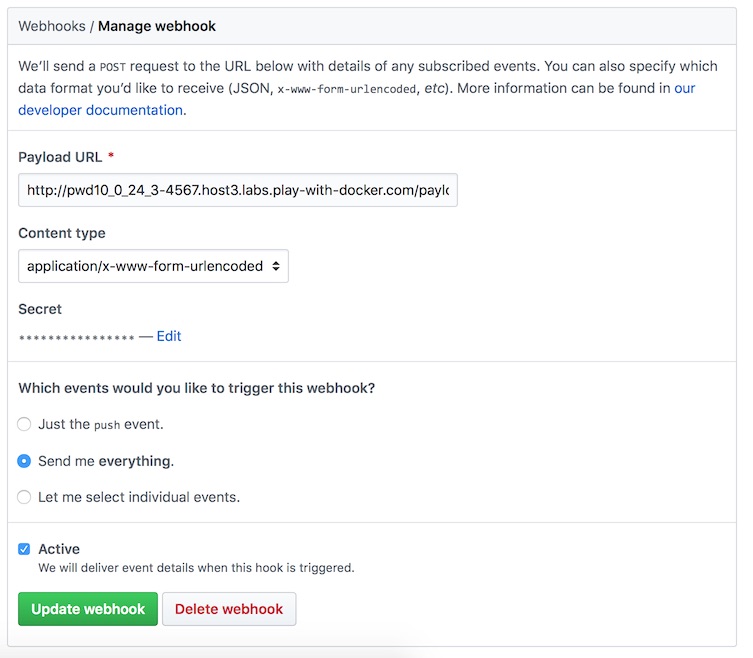 Webhooks / Manage webhook
We’ll send a POST request to the URL below with details of any subscribed events. You can also specify which
data format you’d like to receive (JSON, x-www-form-urlencoded, etc). More information can be found in our
developer documentation.
Payload URL *
http://pwd10_0_24_3-4567.host3.labs.play-with-docker.com/paylo
Content type
application/x-www-form-urlencoded
Secret
**************** — Edit
Which events would you like to trigger this webhook?
Just the push event.
Send me everything.
Let me select individual events.
Active
We will deliver event details when this hook is triggered.
Update webhook Delete webhook